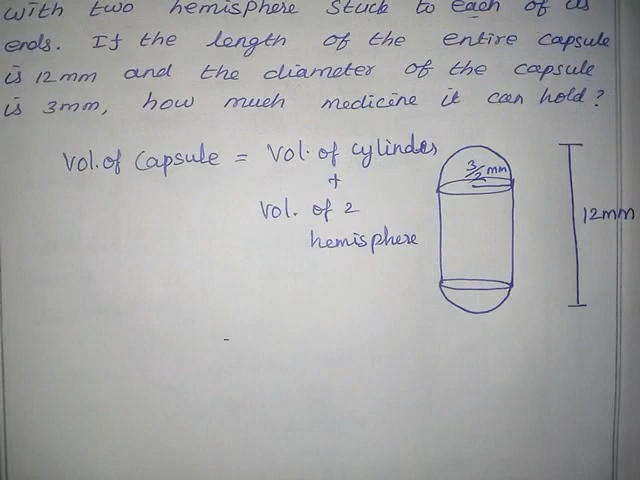 with two hemisphere stuck to each of its
ends. If the length of the entire capsule
is 12mm and the diameter of the capsule
is 3mm, how much medicine it can hold?
Vol. of Capsule = Vol. of cylinder
+
Vol. of 2
hemisphere
3/2 mm
12mm